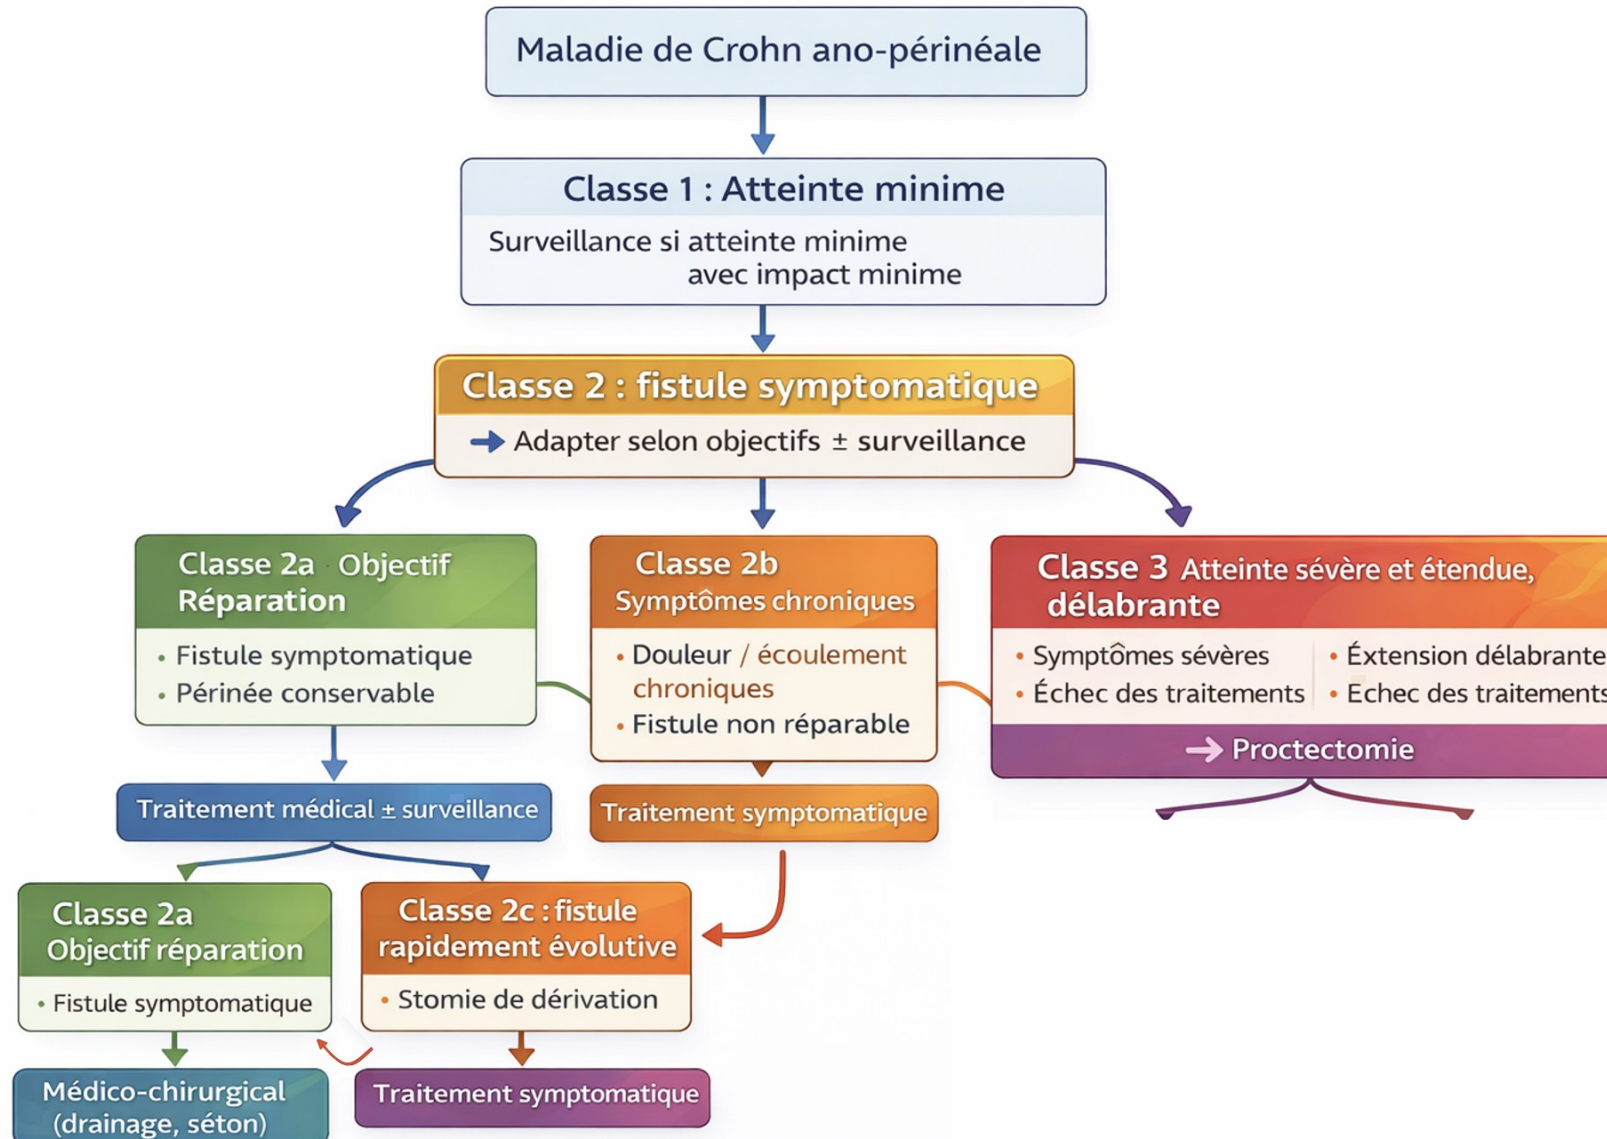 Maladie de Crohn ano-périnéale
Classe 1 : Atteinte minime
Surveillance si atteinte minime
avec impact minime
Classe 2 : fistule symptomatique
➔ Adapter selon objectifs ± surveillance
Classe 2a · Objectif
Réparation
• Fistule symptomatique
• Périnée conservable
Classe 2b
Symptômes chroniques
• Douleur / écoulement
chroniques
• Fistule non réparable
Classe 3 Atteinte sévère et étendue,
délabrante
• Symptômes sévères
• Échec des traitements
• Éxtension délabrante
• Echec des traitements
→ Proctectomie
Traitement médical ± surveillance
Traitement symptomatique
Classe 2a
Objectif réparation
• Fistule symptomatique
Classe 2c : fistule
rapidement évolutive
• Stomie de dérivation
Médico-chirurgical
(drainage, séton)
Traitement symptomatique